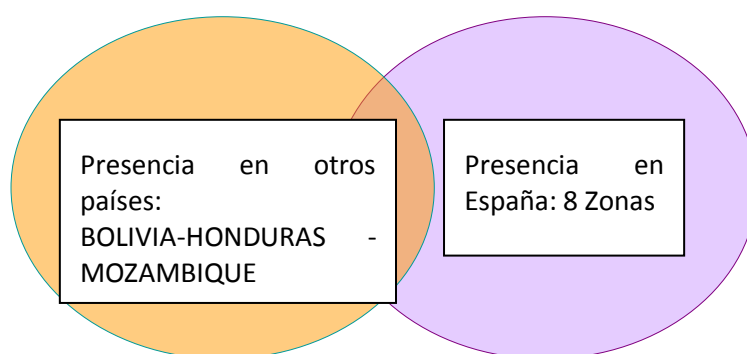 Presencia en otros
países:
BOLIVIA-HONDURAS -
MOZAMBIQUE
Presencia en
España: 8 Zonas